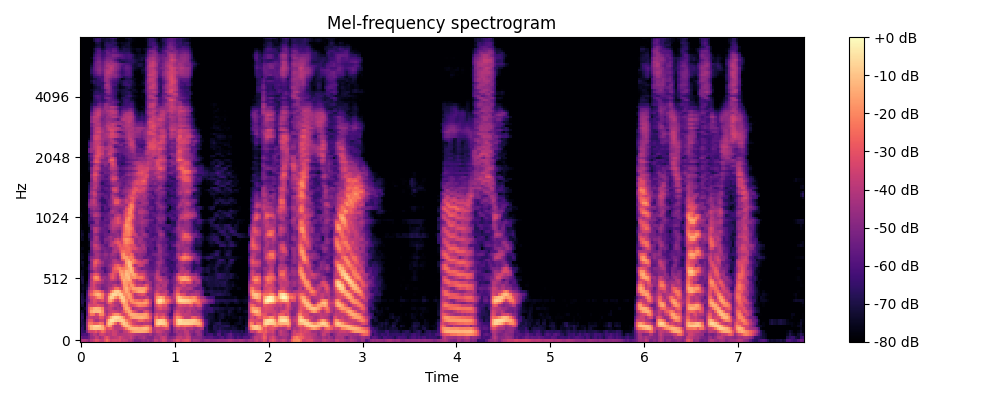 Mel-frequency spectrogram
Hz
4096
2048
1024
512
0
0 1 2 3 4 5 6 7
Time
+0 dB
-10 dB
-20 dB
-30 dB
-40 dB
-50 dB
-60 dB
-70 dB
-80 dB